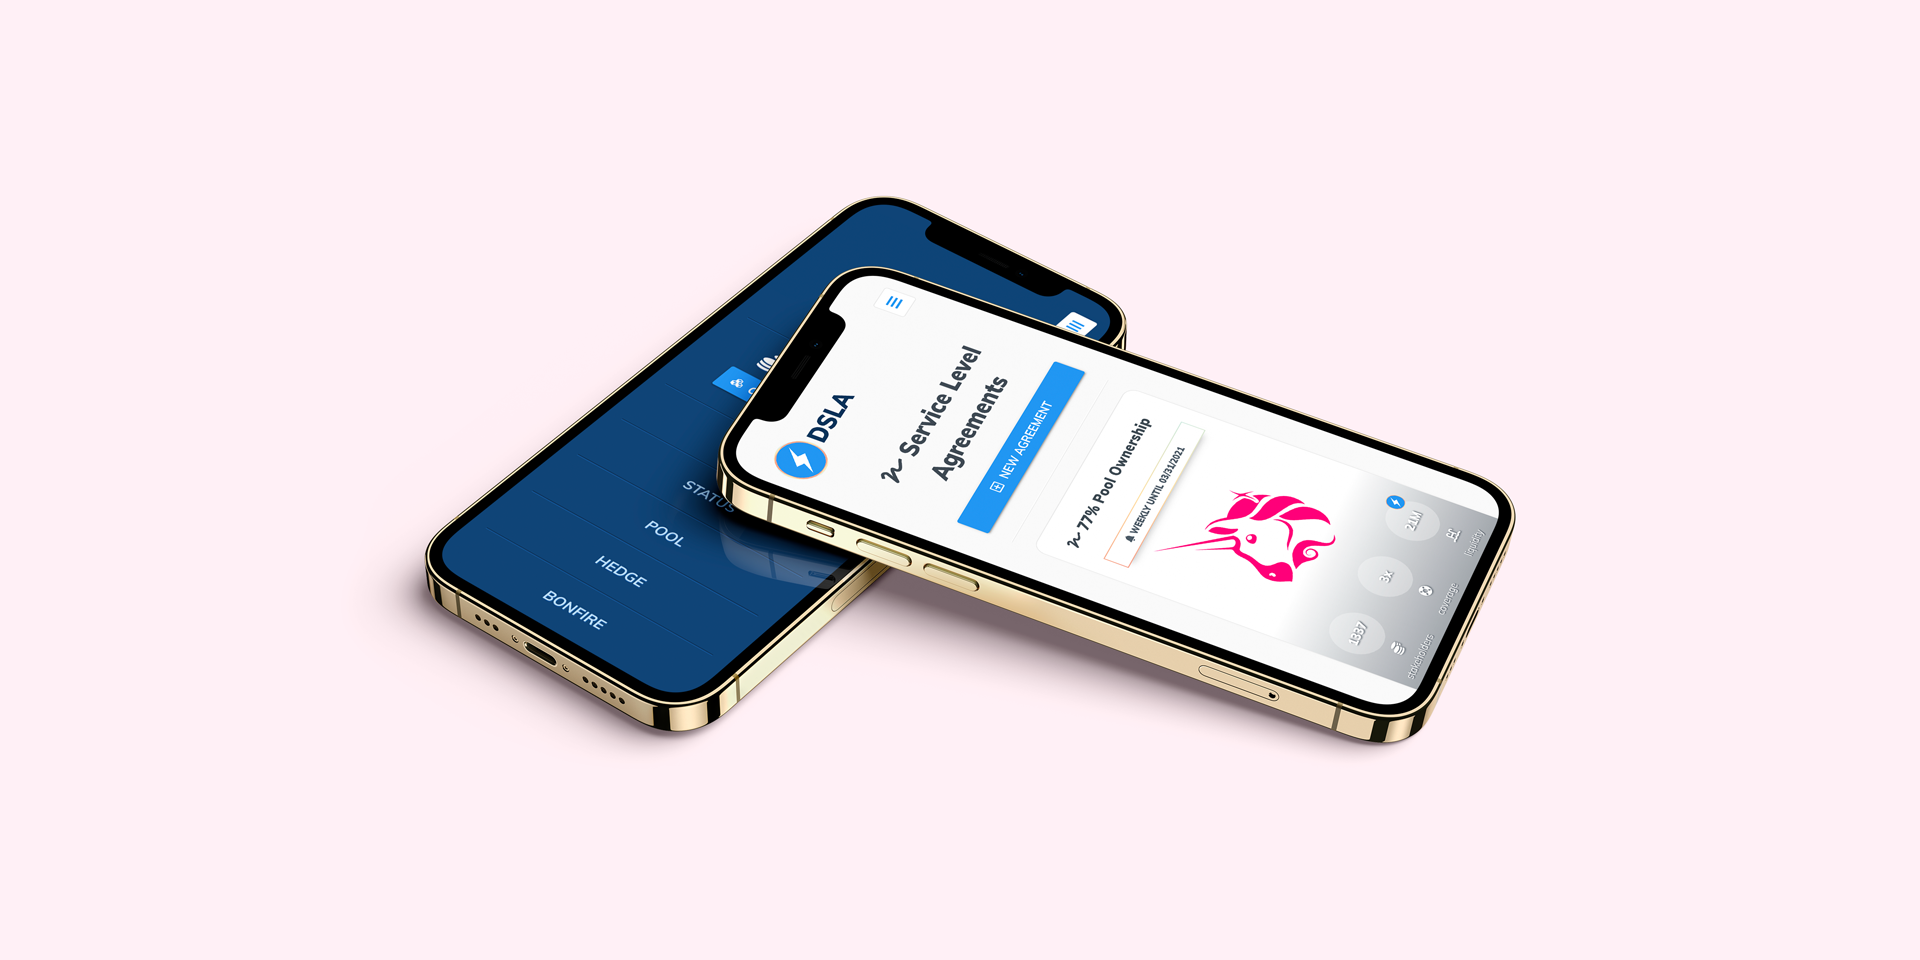 DSLA
Service Level
Agreements
NEW AGREEMENT
77% Pool Ownership
WEEKLY UNTIL 03/31/2021
1337
3x
21M
stakeholders
coverage
liquidity
STATUS
POOL
HEDGE
BONFIRE